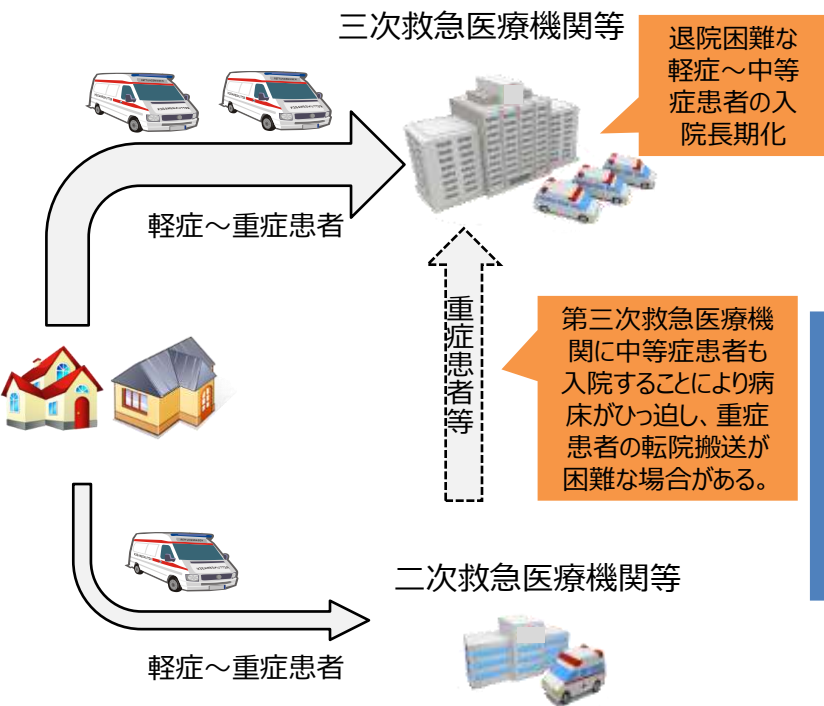 三次救急医療機関等
退院困難な
軽症～中等
症患者の入
院長期化
軽症～重症患者
重症患者等
第三次救急医療機
関に中等症患者も
入院することにより病
床がひっ迫し、重症
患者の転院搬送が
困難な場合がある。
二次救急医療機関等
軽症～重症患者